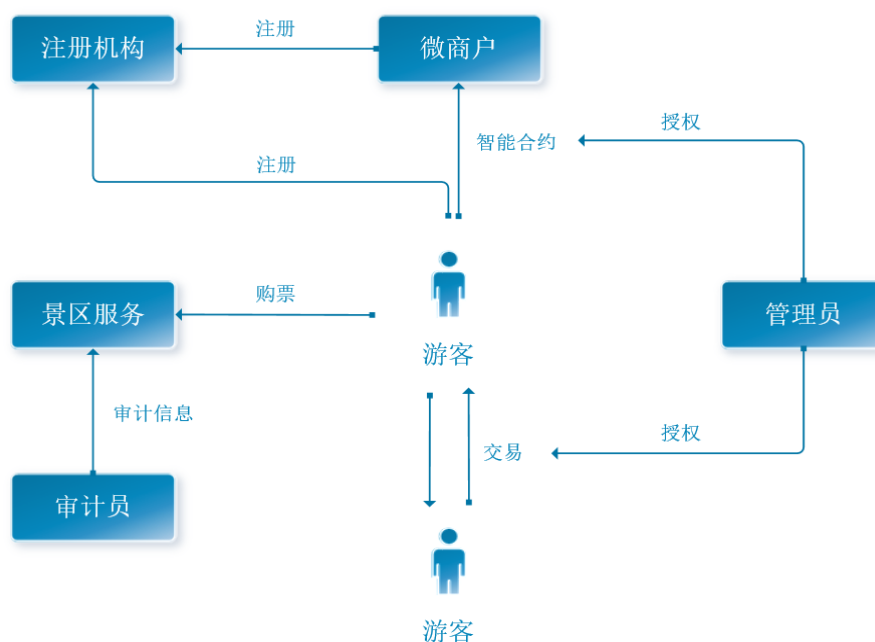 注册机构
注册
微商户
智能合约
授权
注册
景区服务
购票
游客
管理员
审计信息
交易
授权
审计员
游客